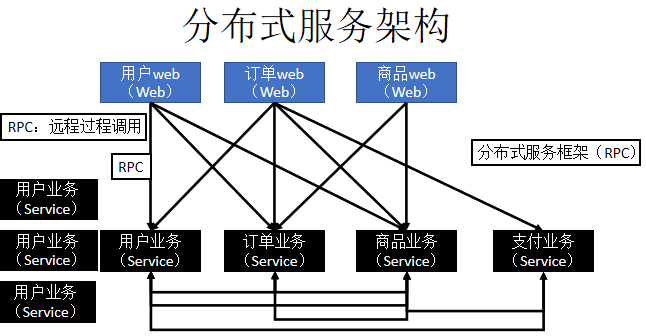 分布式服务架构
用户web
（Web）
订单web
（Web）
商品web
（Web）
RPC：远程过程调用
RPC
分布式服务框架（RPC）
用户业务
（Service）
用户业务
（Service）
用户业务
（Service）
订单业务
（Service）
商品业务
（Service）
支付业务
（Service）
用户业务
（Service）